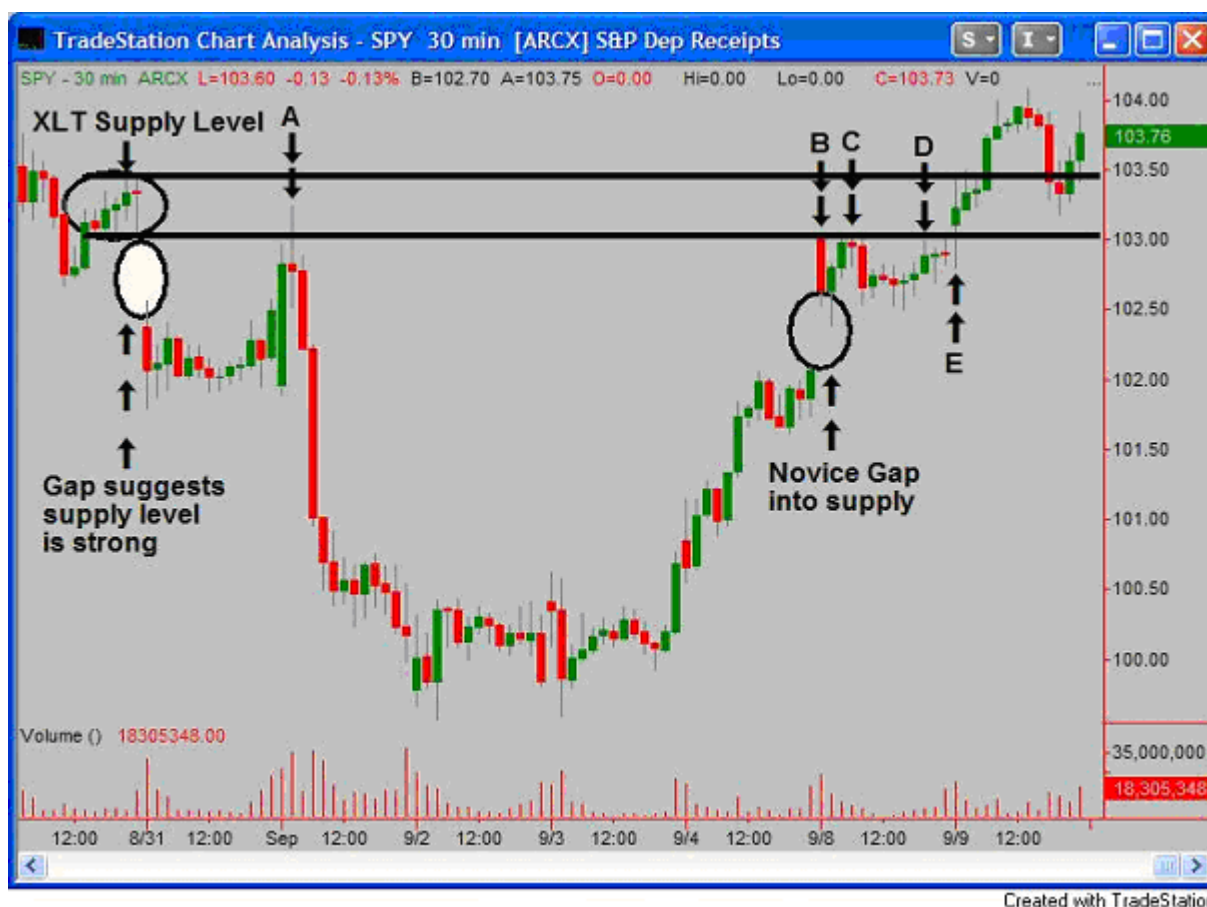 TradeStation Chart Analysis - SPY 30 min [ARCX] S&P Dep Receipts
S
I
SPY - 30 min ARCX L=103.60 -0.13 -0.13% B=102.70 A=103.75 O=0.00 Hi=0.00 Lo=0.00 C=103.73 V=0 ...
XLT Supply Level
A
B
C
D
E
104.00
103.76
103.50
103.00
102.50
102.00
101.50
101.00
100.50
100.00
Gap suggests
supply level
is strong
Novice Gap
into supply
Volume () 18305348.00
35,000,000
18,305,348
12:00 8/31 12:00 Sep 12:00 9/2 12:00 9/3 12:00 9/4 12:00 9/8 12:00 9/9 12:00
Created with TradeStatio